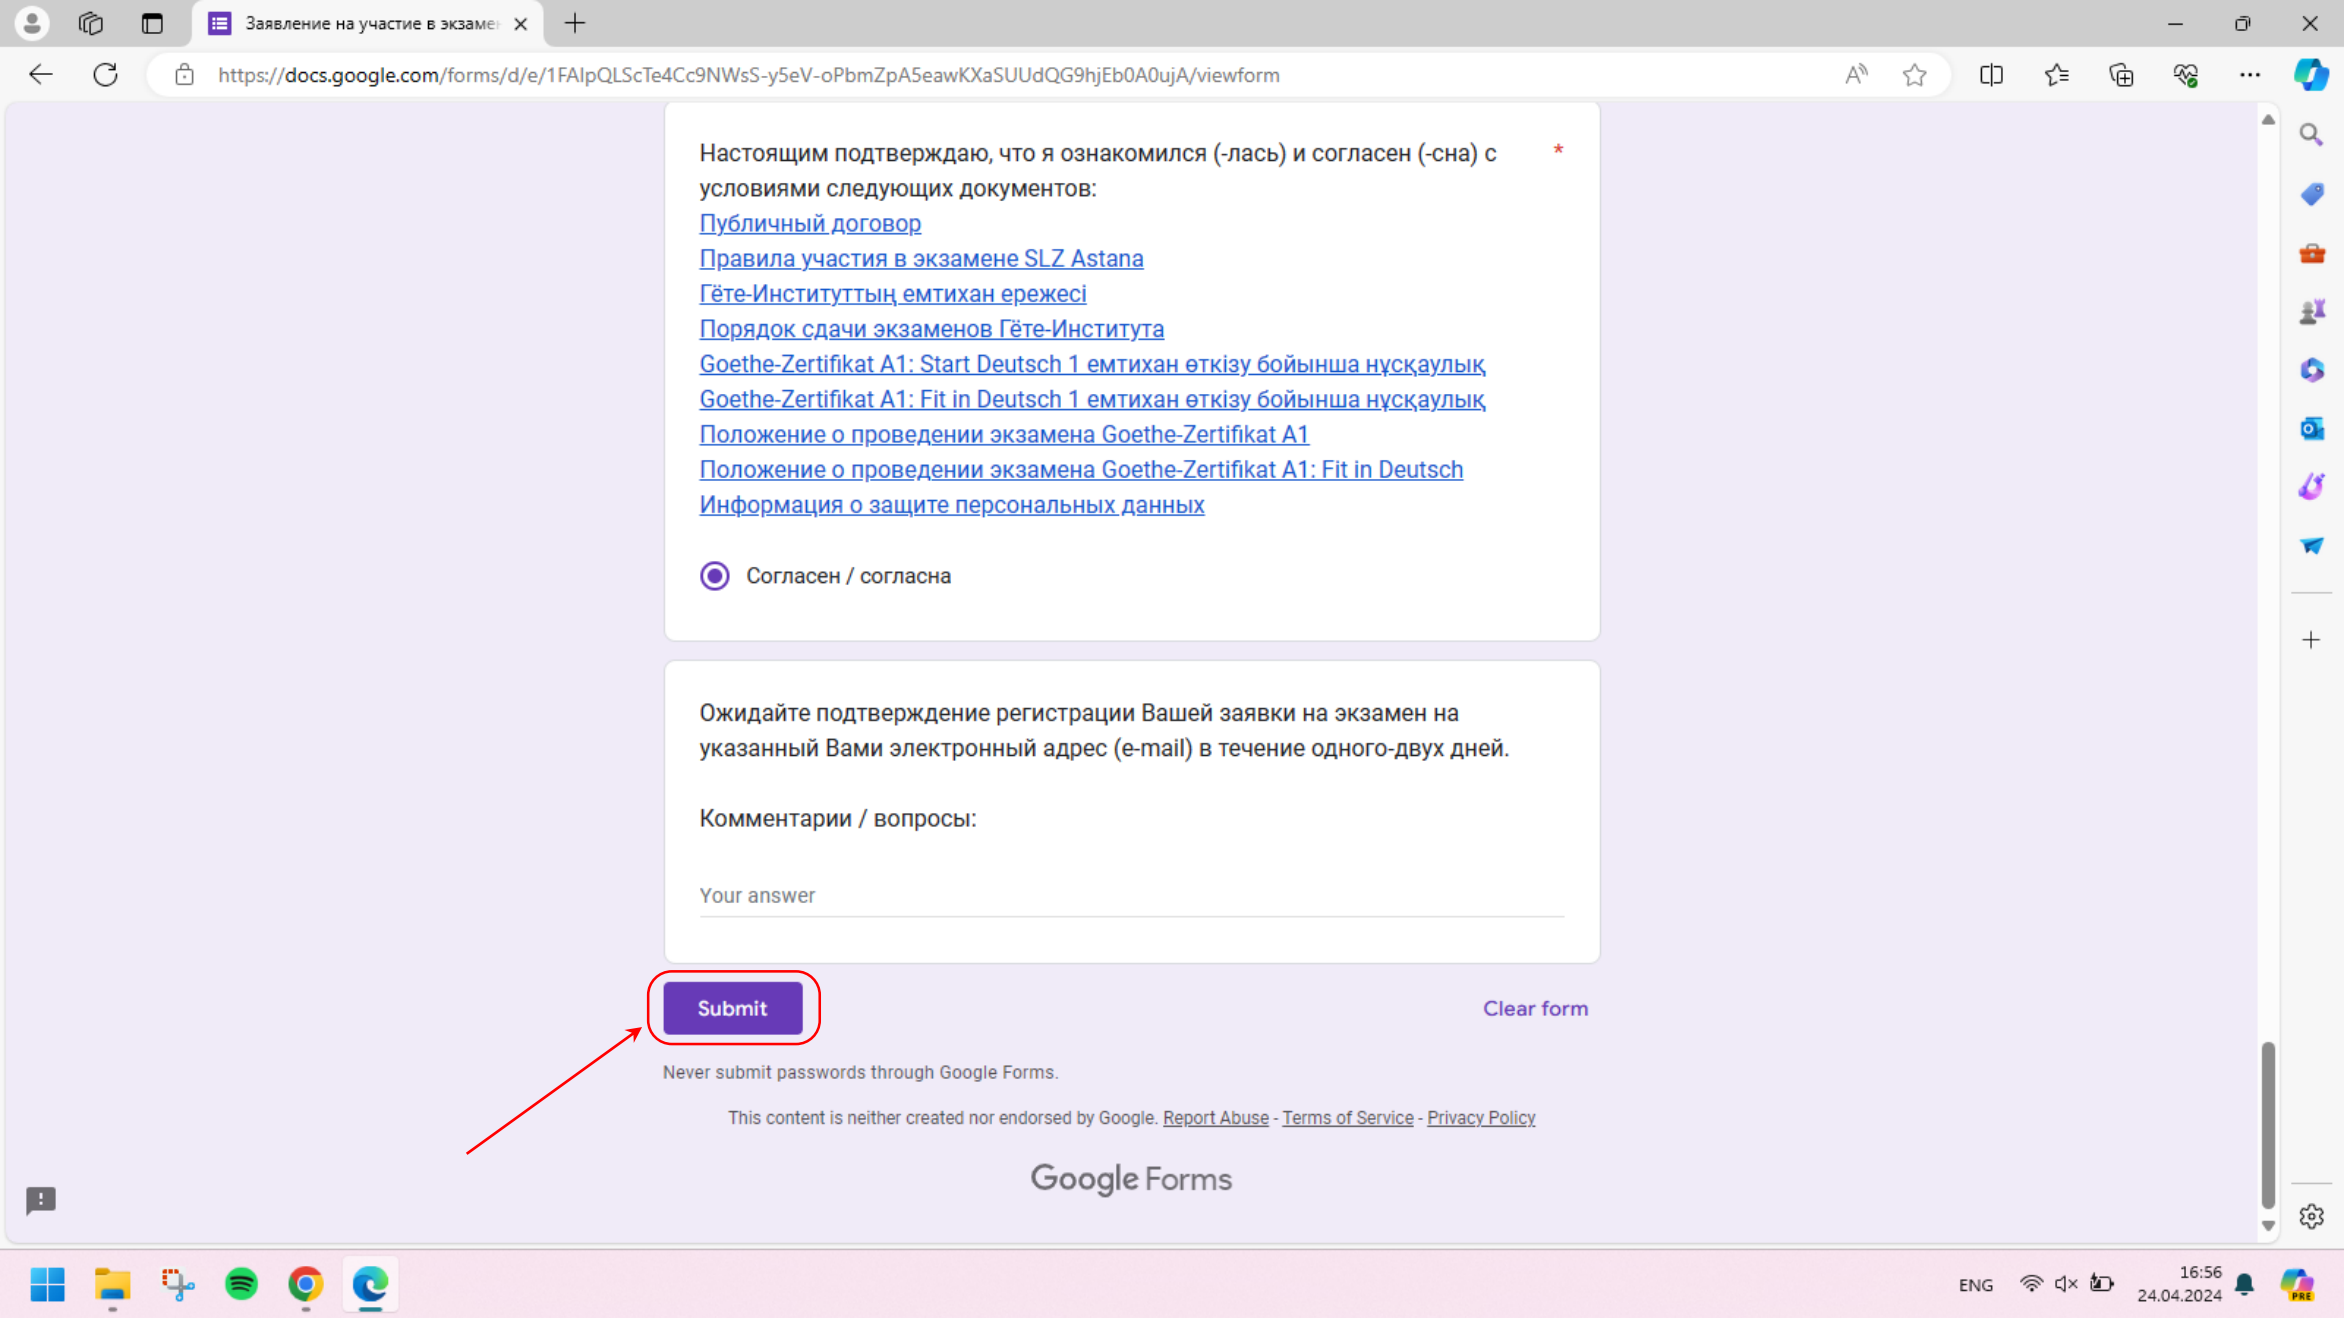 Заявление на участие в экзаме
https://docs.google.com/forms/d/e/1FAIpQLScTe4Cc9NWsS-y5eV-oPbmZpA5eawKXaSUUdQG9hjEb0A0ujA/viewform
Настоящим подтверждаю, что я ознакомился (-лась) и согласен (-сна) с *
условиями следующих документов:
Публичный договор
Правила участия в экзамене SLZ Astana
Гёте-Институттың емтихан ережесі
Порядок сдачи экзаменов Гёте-Института
Goethe-Zertifikat A1: Start Deutsch 1 емтихан өткізу бойынша нұсқаулық
Goethe-Zertifikat A1: Fit in Deutsch 1 емтихан өткізу бойынша нұсқаулық
Положение о проведении экзамена Goethe-Zertifikat A1
Положение о проведении экзамена Goethe-Zertifikat A1: Fit in Deutsch
Информация о защите персональных данных
Согласен / согласна
Ожидайте подтверждение регистрации Вашей заявки на экзамен на
указанный Вами электронный адрес (e-mail) в течение одного-двух дней.
Комментарии / вопросы:
Your answer
Submit
Clear form
Never submit passwords through Google Forms.
This content is neither created nor endorsed by Google. Report Abuse - Terms of Service - Privacy Policy
Google Forms
ENG
16:56
24.04.2024
PRE